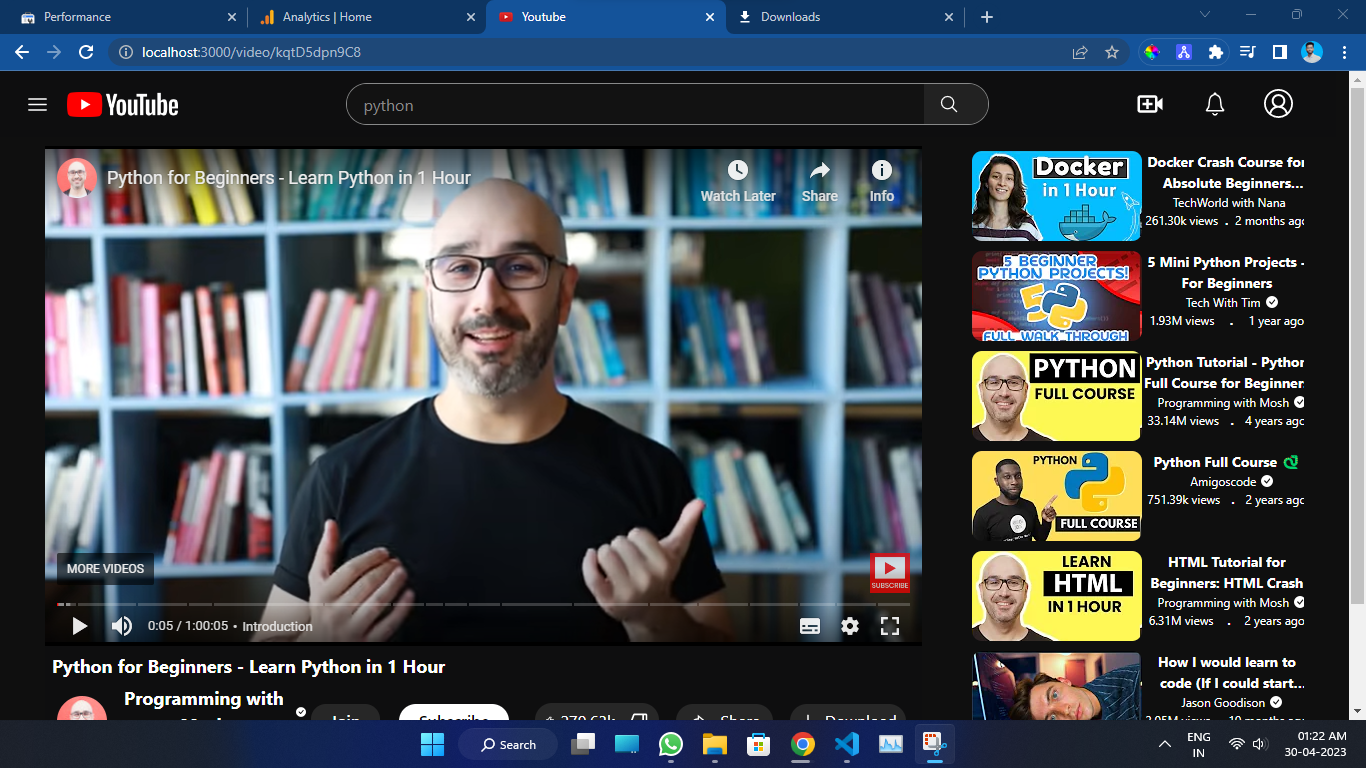 Performance
Analytics | Home
Youtube
Downloads
localhost:3000/video/kqtD5dpn9C8
YouTube
python
Python for Beginners - Learn Python in 1 Hour
Watch Later
Share
Info
MORE VIDEOS
SUBSCRIBE
0:05 / 1:00:05 • Introduction
Python for Beginners - Learn Python in 1 Hour
Programming with
Join
Subscribe
Share
Download
Docker
in 1 Hour
Docker Crash Course for
Absolute Beginners...
TechWorld with Nana
261.30k views . 2 months ago
5 BEGINNER
PYTHON PROJECTS!
5
FULL WALK THROUGH
5 Mini Python Projects -
For Beginners
Tech With Tim
1.93M views . 1 year ago
PYTHON
FULL COURSE
Python Tutorial - Python
Full Course for Beginners
Programming with Mosh
33.14M views . 4 years ago
PYTHON
FULL COURSE
Python Full Course
Amigoscode
751.39k views . 2 years ago
LEARN
HTML
IN 1 HOUR
HTML Tutorial for
Beginners: HTML Crash
Programming with Mosh
6.31M views . 2 years ago
How I would learn to
code (If I could start...
Jason Goodison
Search
ENG
IN
01:22 AM
30-04-2023